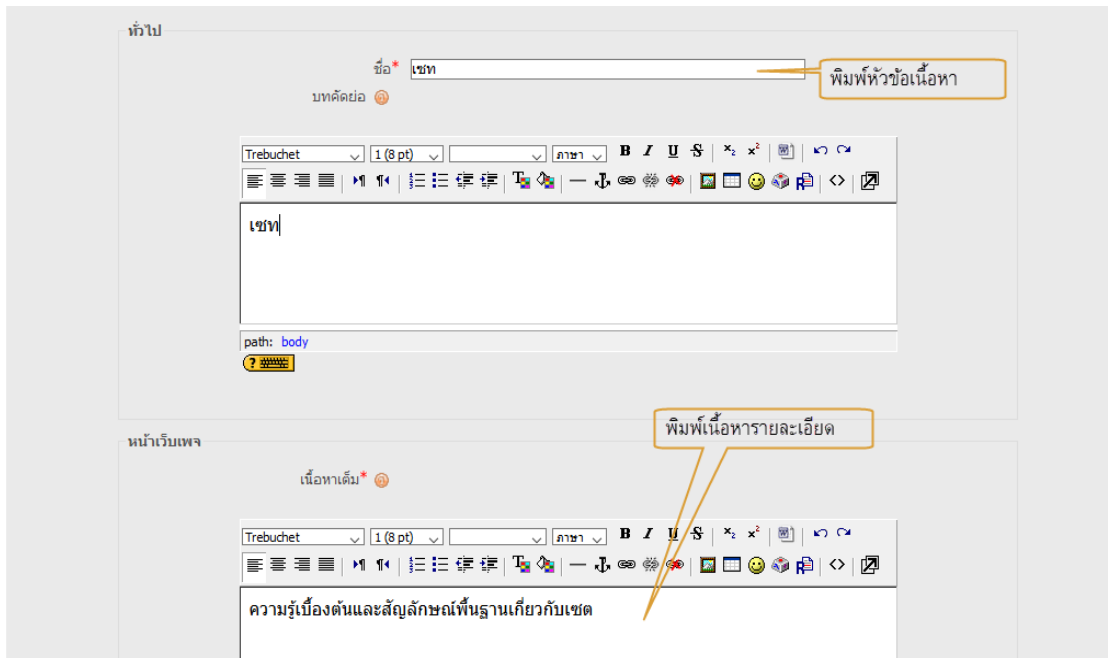 ทั่วไป
ชื่อ* เซท
พิมพ์หัวข้อเนื้อหา
บทคัดย่อ
Trebuchet 1 (8 pt) ภาษา B I U S x₂ x²
เซท
path: body
?
พิมพ์เนื้อหารายละเอียด
หน้าเว็บเพจ
เนื้อหาเต็ม*
Trebuchet 1 (8 pt) ภาษา B I U S x₂ x²
ความรู้เบื้องต้นและสัญลักษณ์พื้นฐานเกี่ยวกับเซต